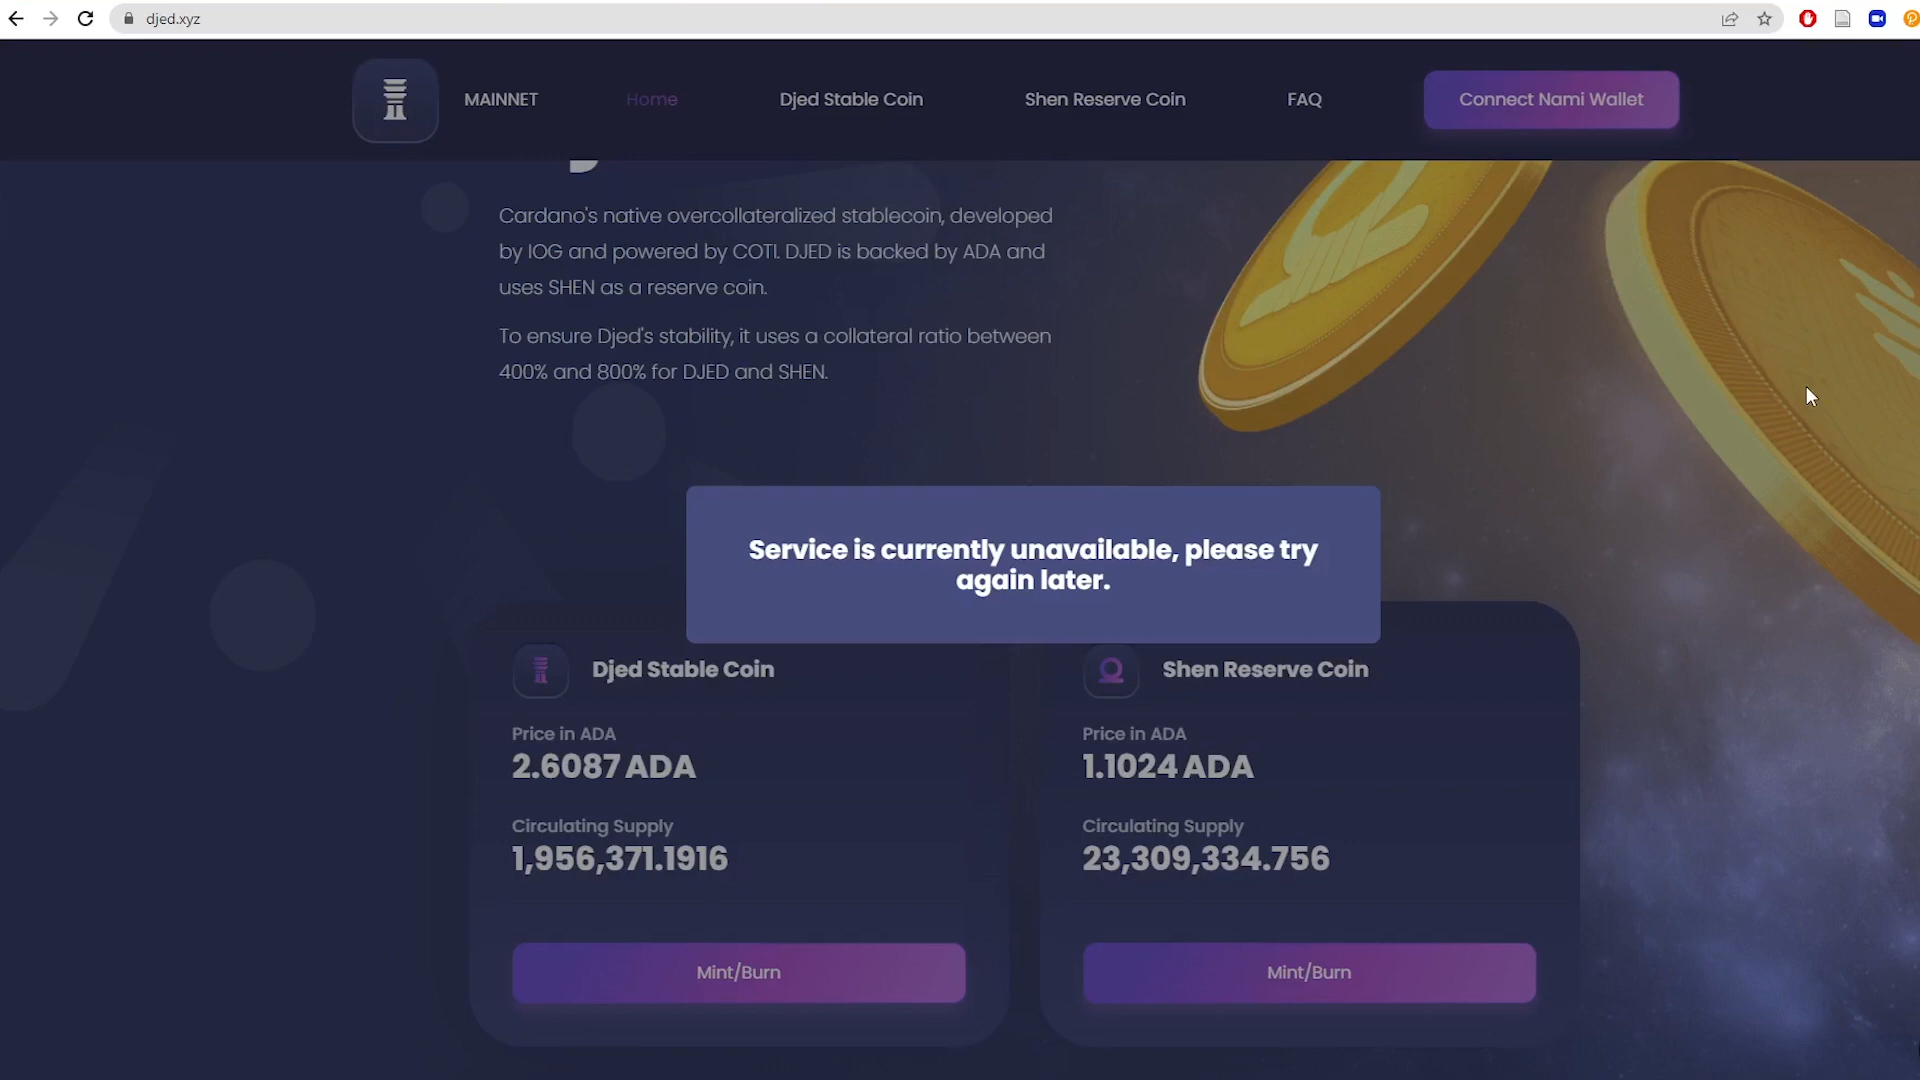 djed.xyz
MAINNET
Home
Djed Stable Coin
Shen Reserve Coin
FAQ
Connect Nami Wallet
Cardano's native overcollateralized stablecoin, developed
by IOG and powered by COTI. DJED is backed by ADA and
uses SHEN as a reserve coin.
To ensure Djed's stability, it uses a collateral ratio between
400% and 800% for DJED and SHEN.
Service is currently unavailable, please try
again later.
Djed Stable Coin
Price in ADA
2.6087 ADA
Circulating Supply
1,956,371.1916
Mint/Burn
Shen Reserve Coin
Price in ADA
1.1024 ADA
Circulating Supply
23,309,334.756
Mint/Burn